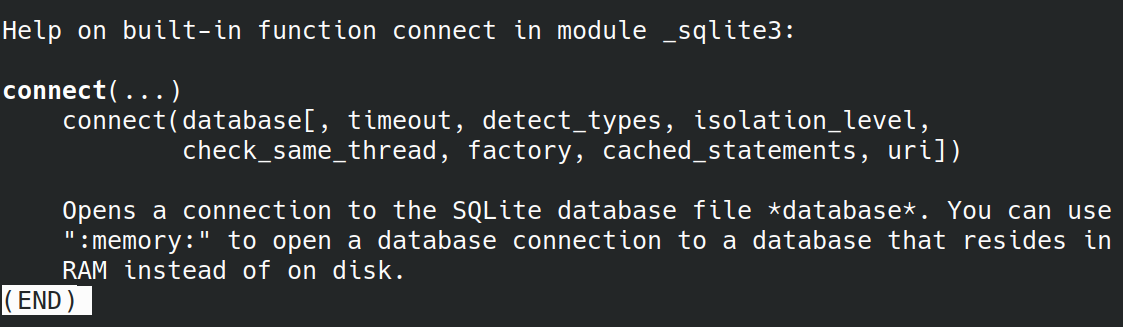 Help on built-in function connect in module _sqlite3:
connect(...)
connect(database[, timeout, detect_types, isolation_level,
check_same_thread, factory, cached_statements, uri])
Opens a connection to the SQLite database file *database*. You can use
":memory:" to open a database connection to a database that resides in
RAM instead of on disk.
(END)